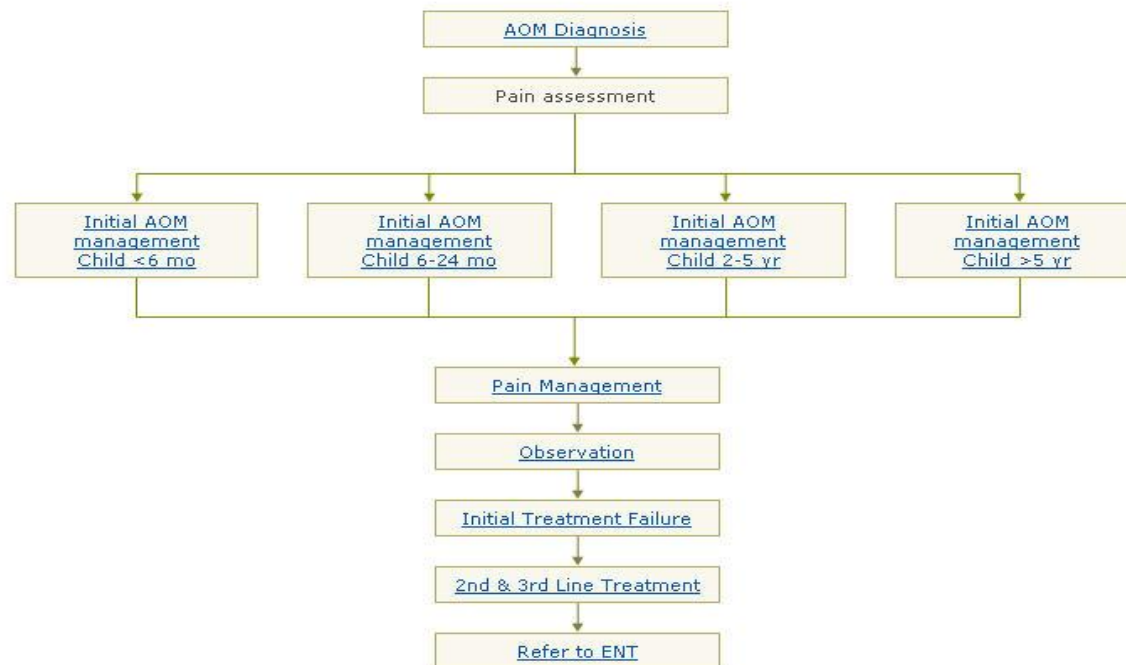 AOM Diagnosis
Pain assessment
Initial AOM
management
Child <6 mo
Initial AOM
management
Child 6-24 mo
Initial AOM
management
Child 2-5 yr
Initial AOM
management
Child >5 yr
Pain Management
Observation
Initial Treatment Failure
2nd & 3rd Line Treatment
Refer to ENT